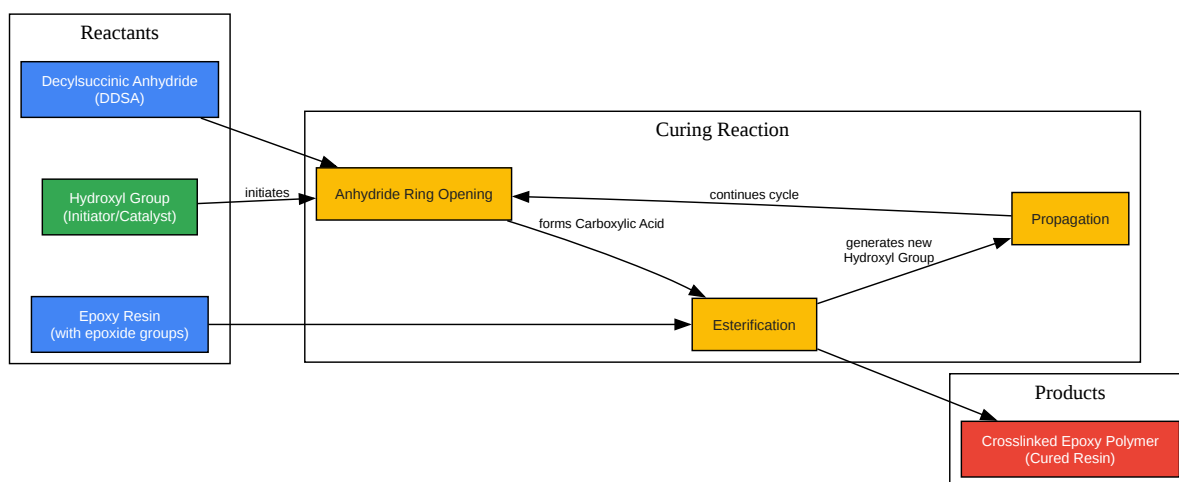 Reactants
Decylsuccinic Anhydride
(DDSA)
Hydroxyl Group
(Initiator/Catalyst)
Epoxy Resin
(with epoxide groups)
initiates
Curing Reaction
Anhydride Ring Opening
continues cycle
Propagation
forms Carboxylic Acid
generates new
Hydroxyl Group
Esterification
Products
Crosslinked Epoxy Polymer
(Cured Resin)